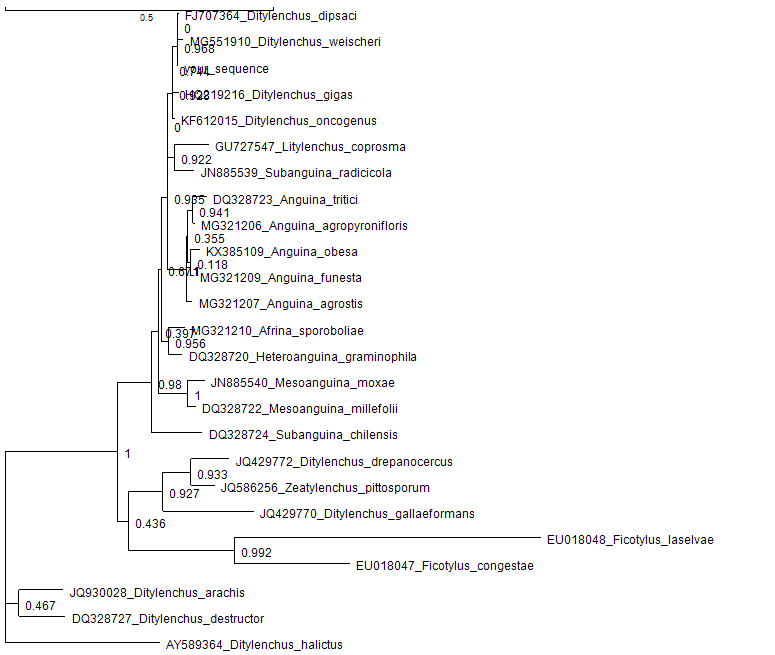 0.5
FJ707364_Ditylenchus_dipsaci
0
MG551910_Ditylenchus_weischeri
0.968
your_sequence
0.744
HQ219216_Ditylenchus_gigas
0.928
KF612015_Ditylenchus_oncogenus
0
GU727547_Litylenchus_coprosma
0.922
JN885539_Subanguina_radicicola
0.935
DQ328723_Anguina_tritici
0.941
MG321206_Anguina_agropyronifloris
0.355
KX385109_Anguina_obesa
0.118
0.671
1
MG321209_Anguina_funesta
MG321207_Anguina_agrostis
MG321210_Afrina_sporoboliae
0.397
0.956
DQ328720_Heteroanguina_graminophila
JN885540_Mesoanguina_moxae
0.98
1
DQ328722_Mesoanguina_millefolii
DQ328724_Subanguina_chilensis
1
JQ429772_Ditylenchus_drepanocercus
0.933
JQ586256_Zeatylenchus_pittosporum
0.927
JQ429770_Ditylenchus_gallaeformans
0.436
EU018048_Ficotylus_laselvae
0.992
EU018047_Ficotylus_congestae
JQ930028_Ditylenchus_arachis
0.467
DQ328727_Ditylenchus_destructor
AY589364_Ditylenchus_halictus